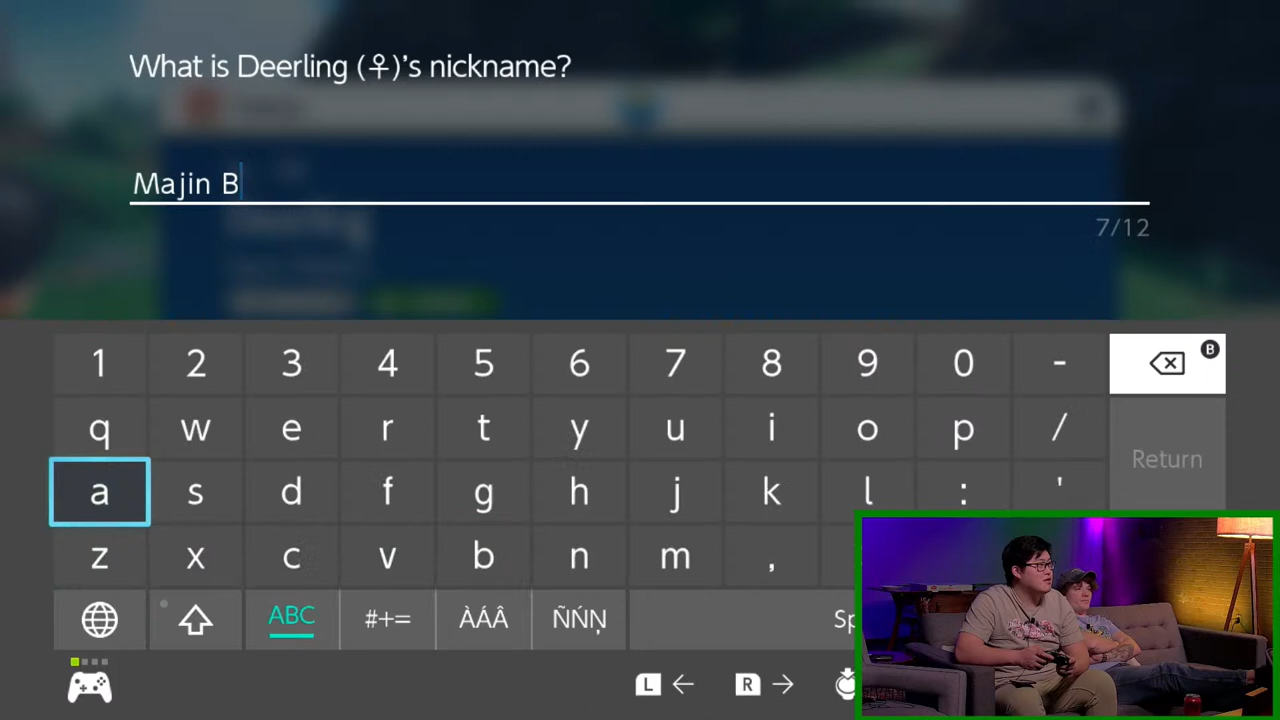 What is Deerling (♀)'s nickname?
Majin B
7/12
1 2 3 4 5 6 7 8 9 0 -
B
q w e r t y u i o p /
Return
a s d f g h j k l : '
z x c v b n m ,
ABC #+= ÀÁÂ ÑŃŅ
L ← R →